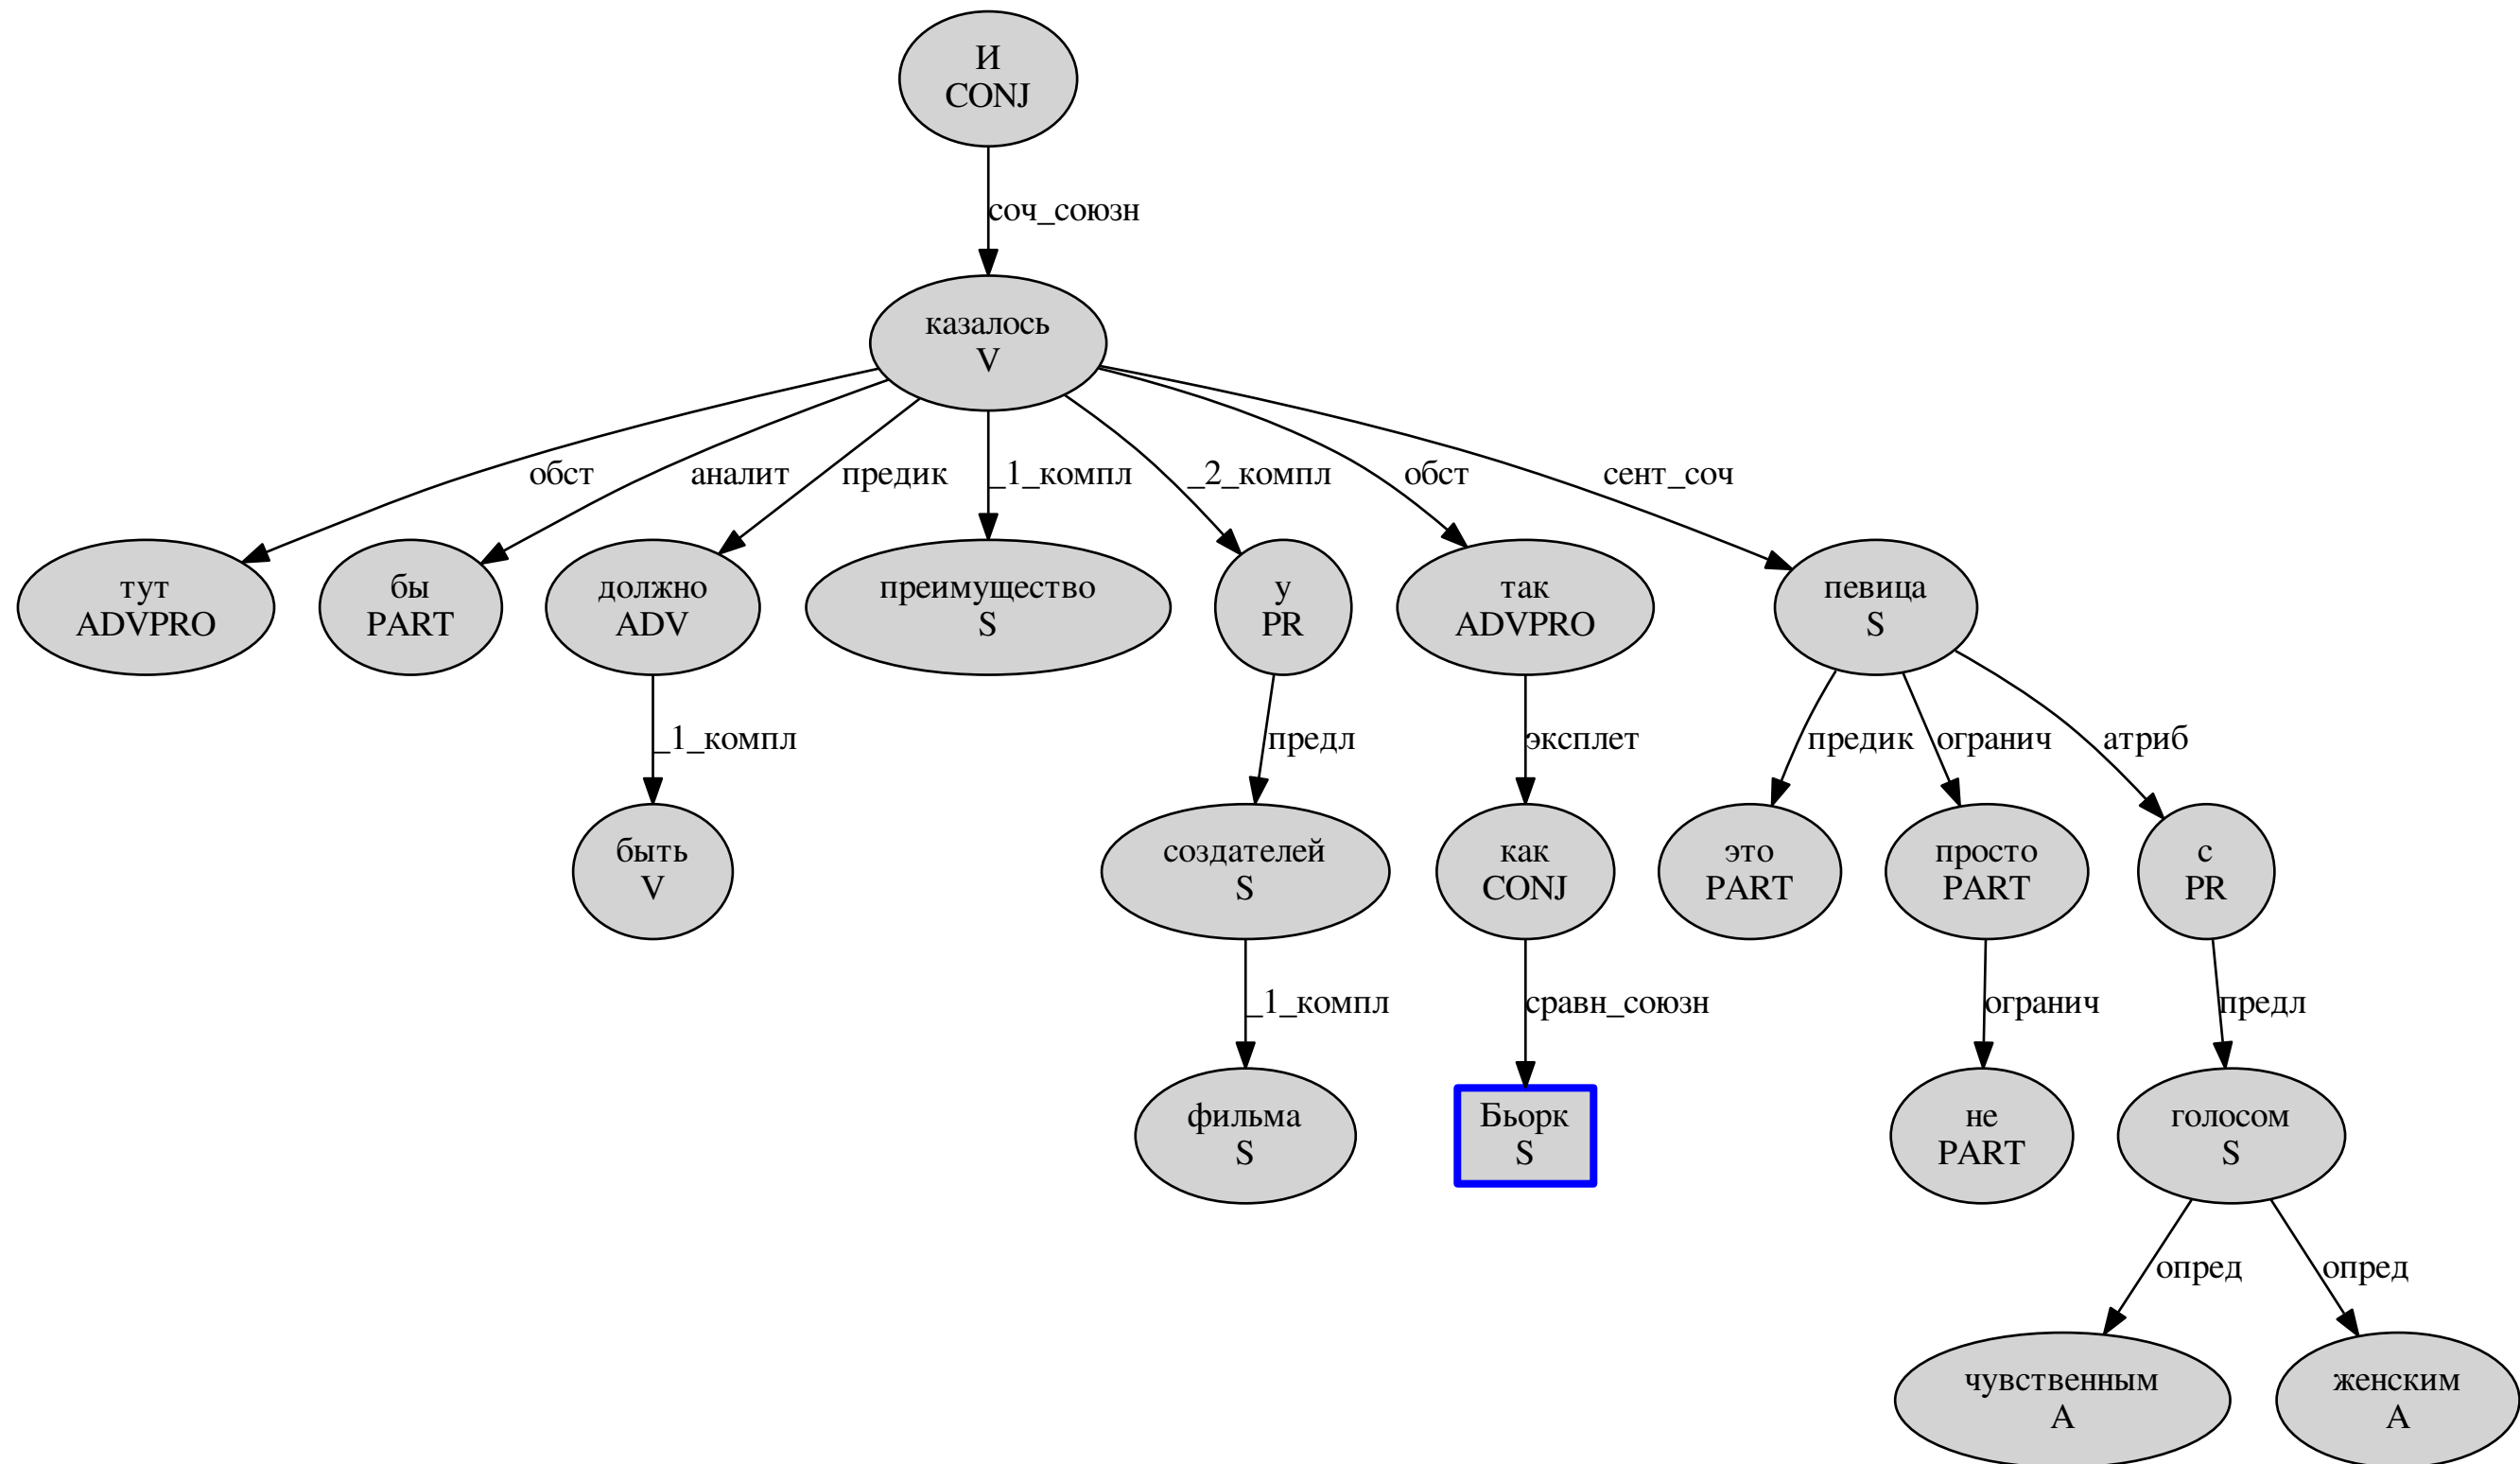 И
CONJ
соч_союзн
казалось
V
обст
аналит
предик
_1_компл
_2_компл
обст
сент_соч
тут
ADVPRO
бы
PART
должно
ADV
преимущество
S
у
PR
так
ADVPRO
певица
S
_1_компл
предл
эксплет
предик
огранич
атриб
быть
V
создателей
S
как
CONJ
это
PART
просто
PART
с
PR
_1_компл
сравн_союзн
огранич
предл
фильма
S
Бьорк
S
не
PART
голосом
S
опред
опред
чувственным
A
женским
A